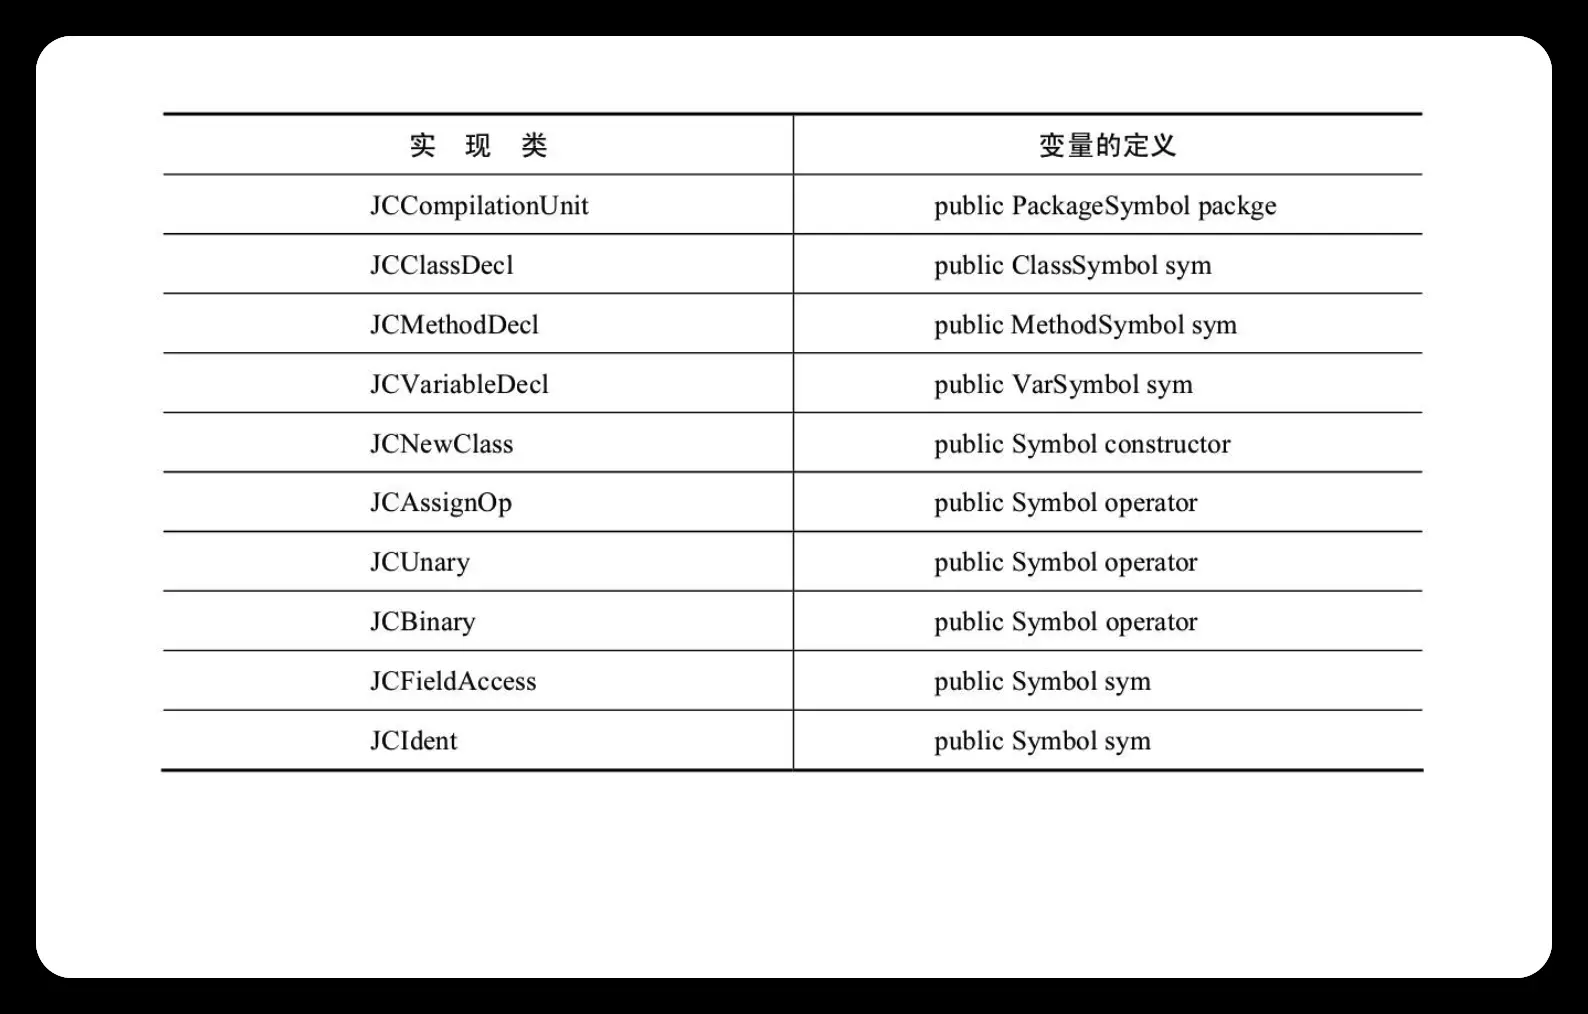 实 现 类 变量的定义
JCCompilationUnit public PackageSymbol packge
JCClassDecl public ClassSymbol sym
JCMethodDecl public MethodSymbol sym
JCVariableDecl public VarSymbol sym
JCNewClass public Symbol constructor
JCAssignOp public Symbol operator
JCUnary public Symbol operator
JCBinary public Symbol operator
JCFieldAccess public Symbol sym
JCIdent public Symbol sym